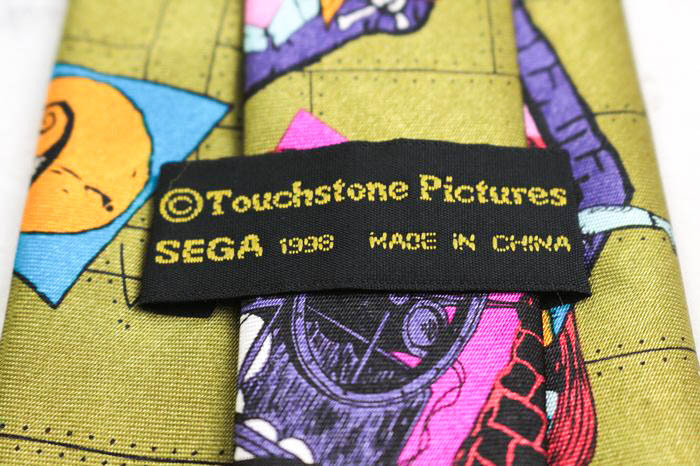 ©Touchstone Pictures
SEGA 1998 MADE IN CHINA